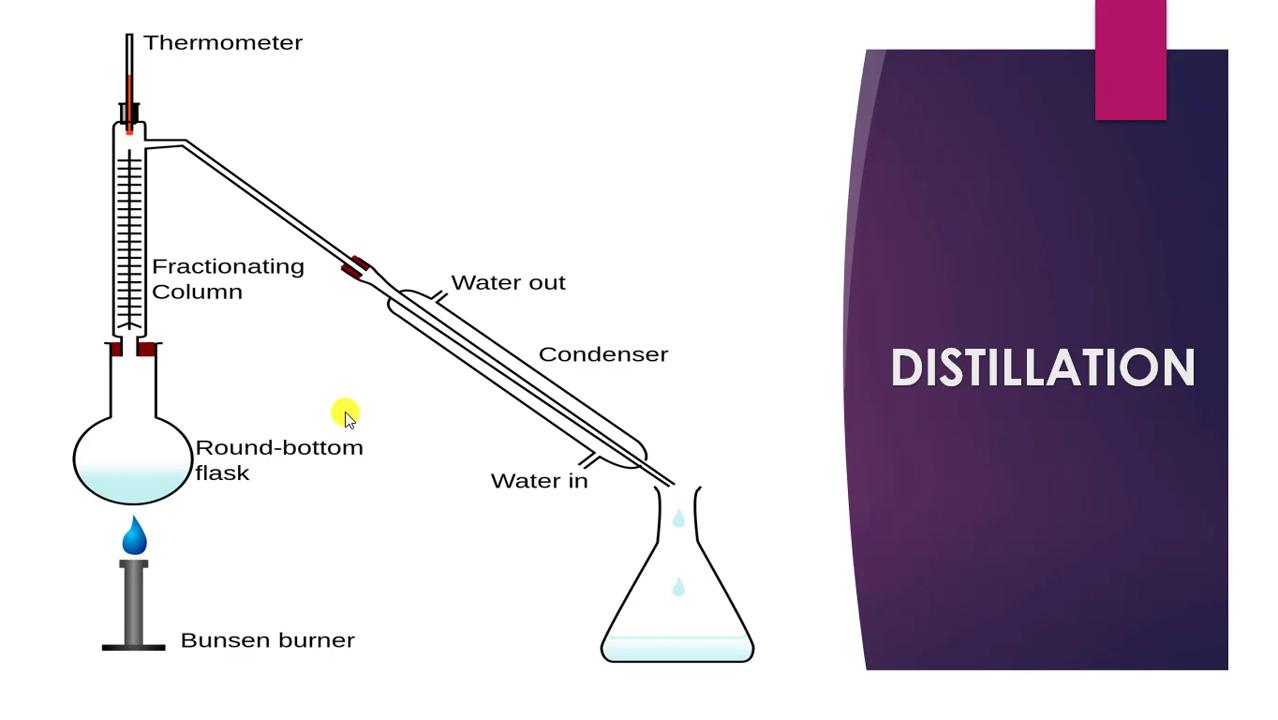 Thermometer
Fractionating
Column
Water out
Condenser
DISTILLATION
Round-bottom
flask
Water in
Bunsen burner